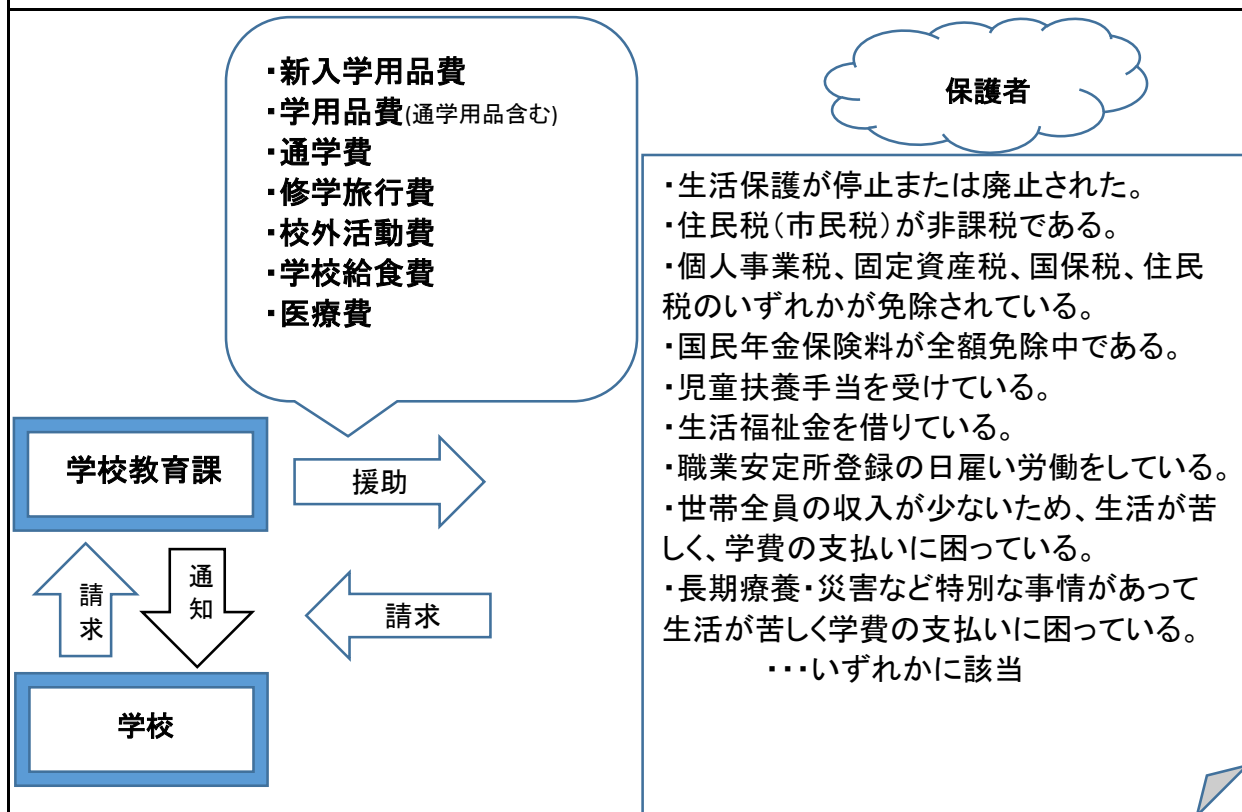 ・新入学用品費
・学用品費(通学用品含む)
・通学費
・修学旅行費
・校外活動費
・学校給食費
・医療費
保護者
・生活保護が停止または廃止された。
・住民税(市民税)が非課税である。
・個人事業税、固定資産税、国保税、住民
税のいずれかが免除されている。
・国民年金保険料が全額免除中である。
・児童扶養手当を受けている。
・生活福祉金を借りている。
・職業安定所登録の日雇い労働をしている。
・世帯全員の収入が少ないため、生活が苦
しく、学費の支払いに困っている。
・長期療養・災害など特別な事情があって
生活が苦しく学費の支払いに困っている。
・・・いずれかに該当
学校教育課
援助
請求
通知
請求
学校